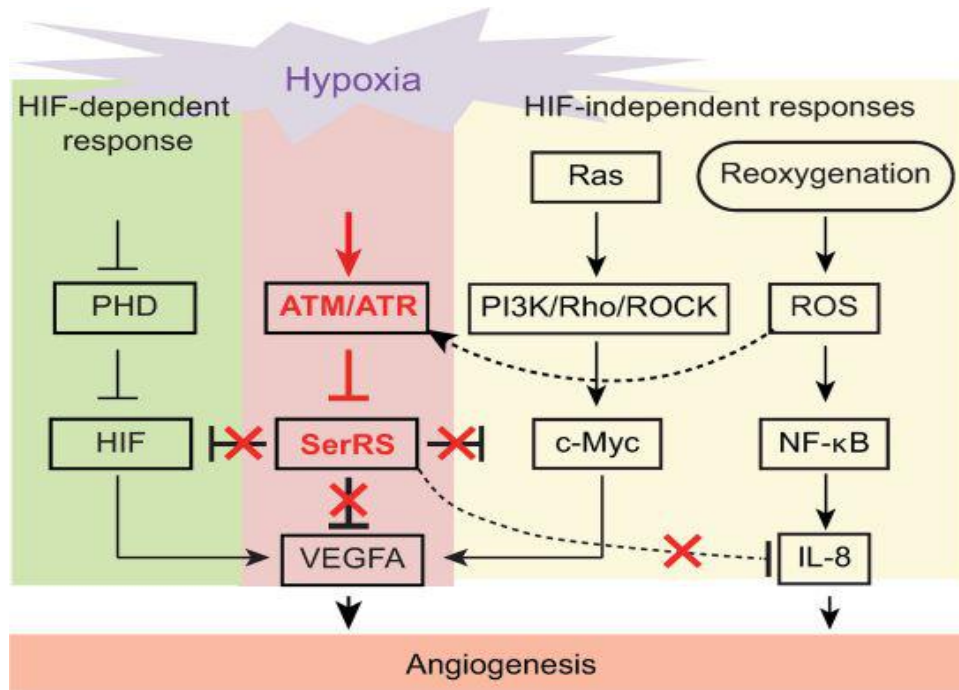 Hypoxia
HIF-dependent
response
HIF-independent responses
Ras
Reoxygenation
PHD
ATM/ATR
PI3K/Rho/ROCK
ROS
HIF
SerRS
c-Myc
NF-κB
VEGFA
IL-8
Angiogenesis